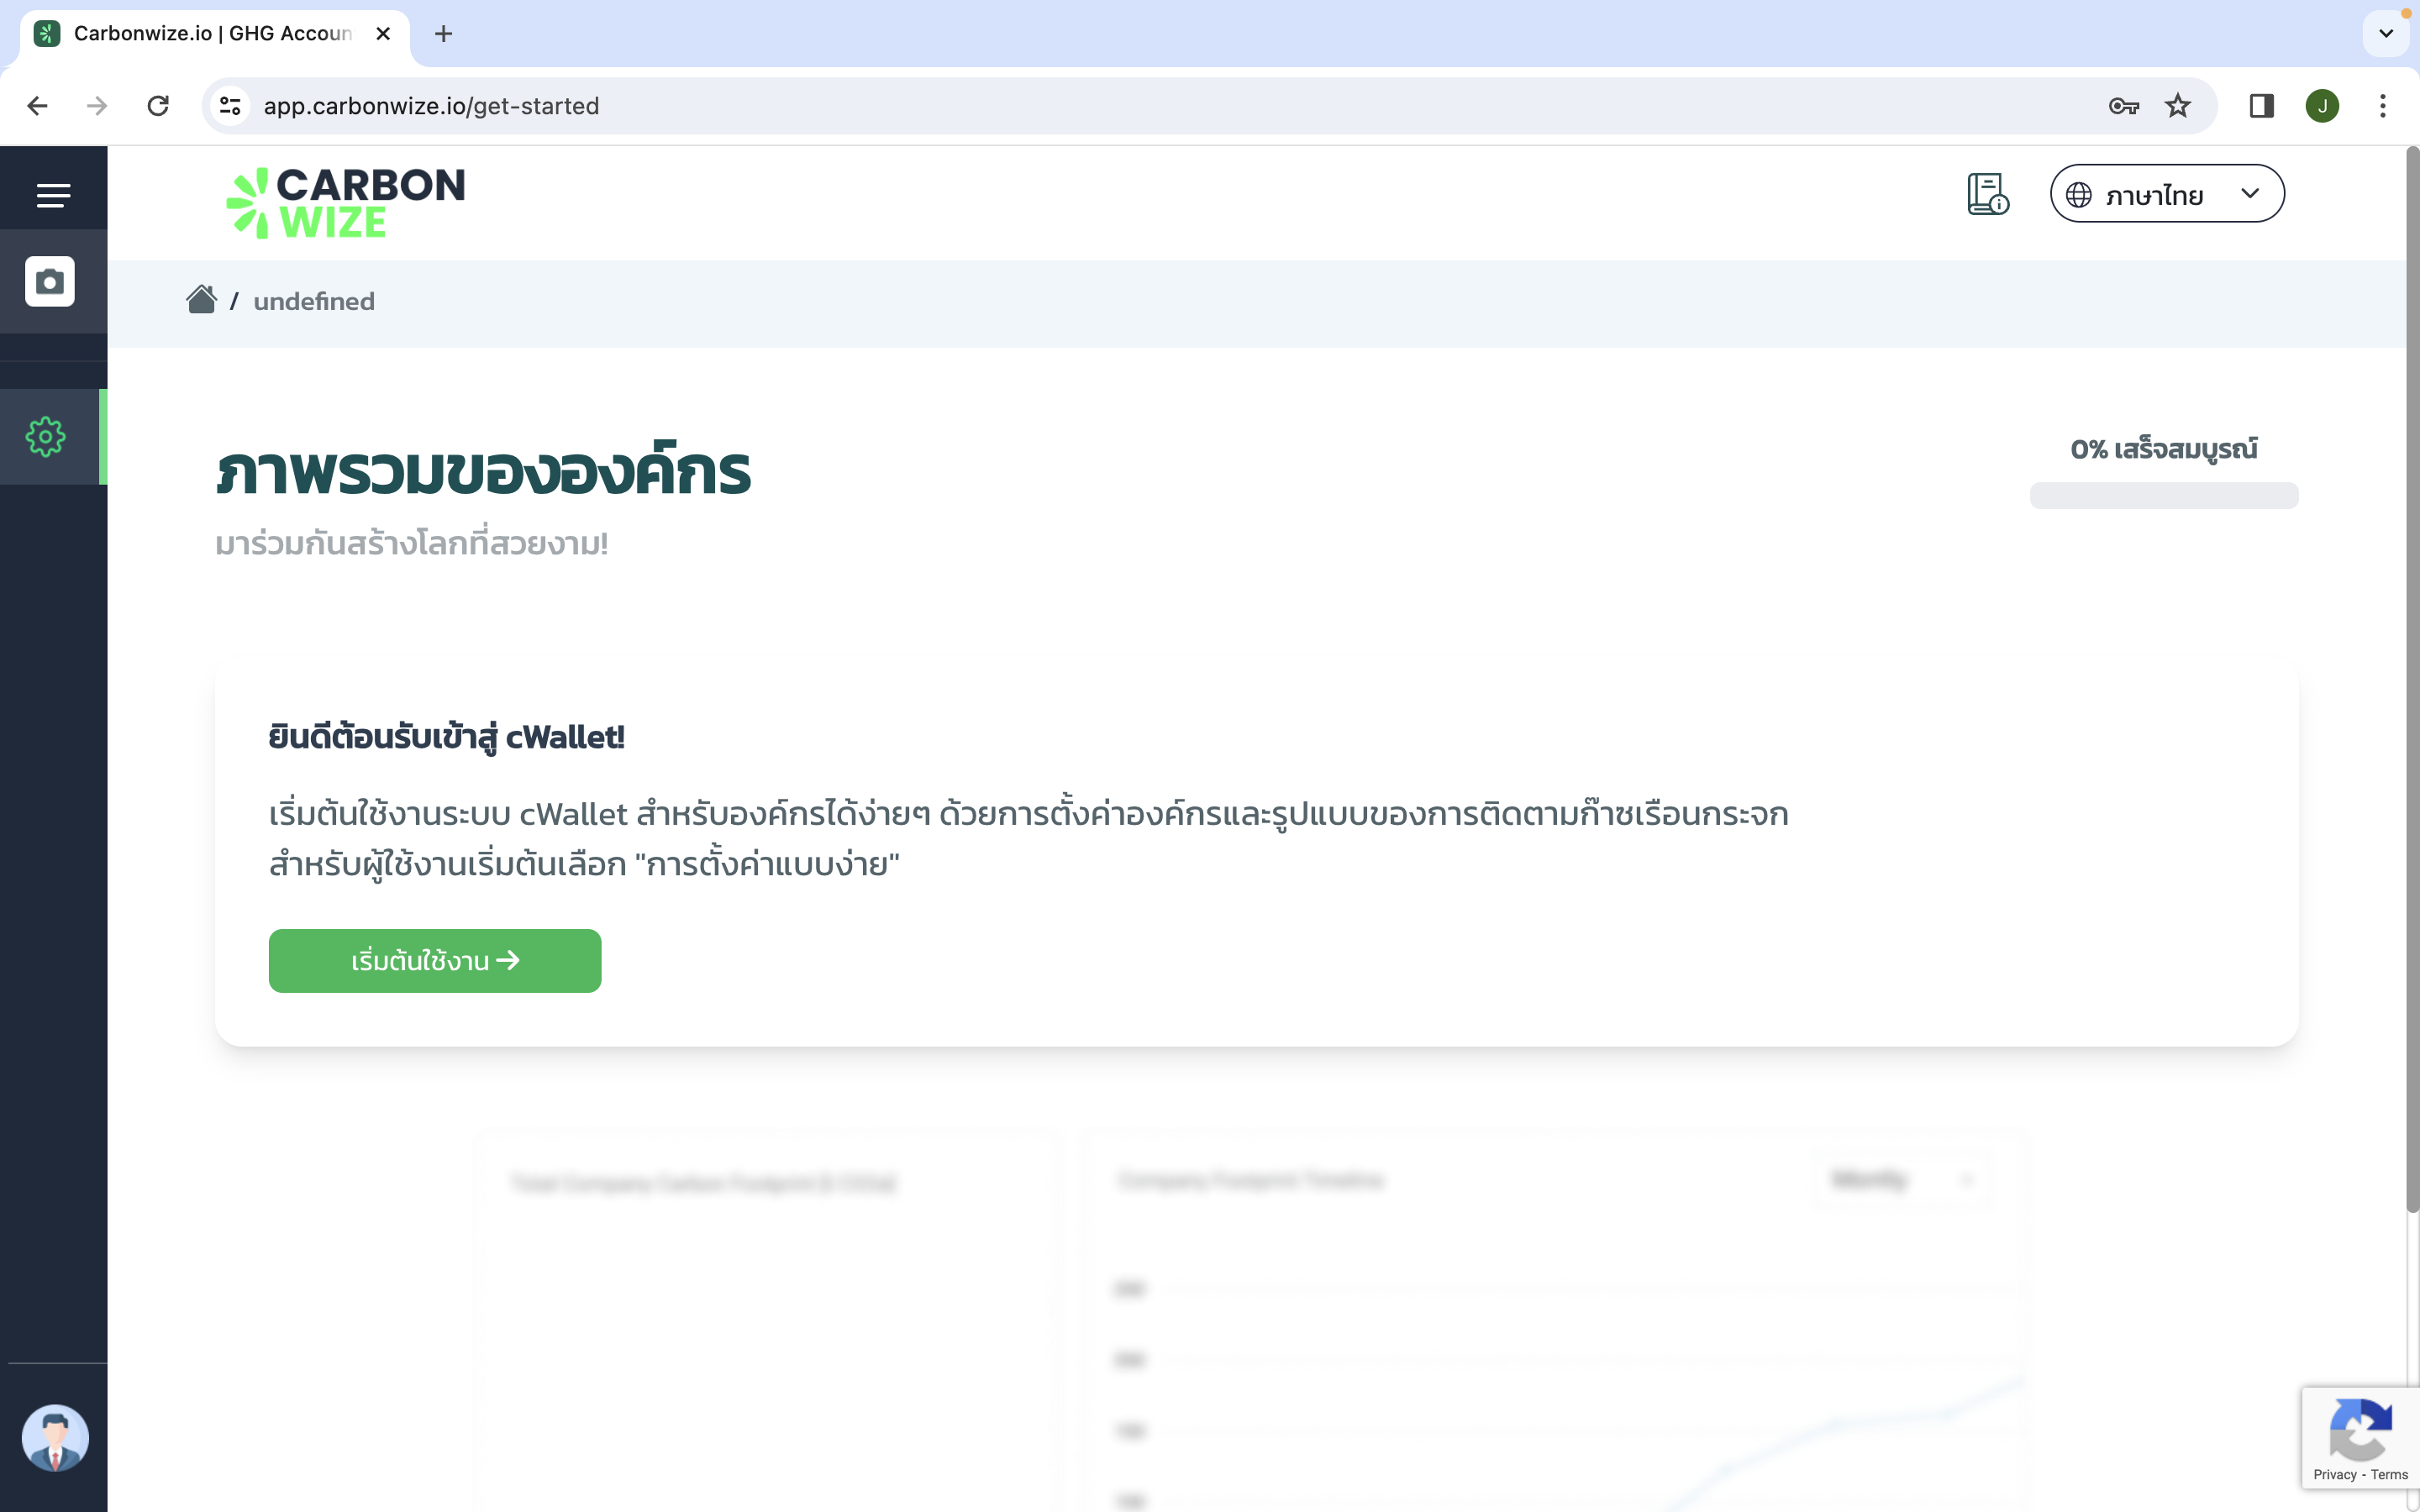 Carbonwize.io | GHG Accoun
app.carbonwize.io/get-started
J
CARBON
WIZE
ภาษาไทย
/ undefined
ภาพรวมขององค์กร
0% เสร็จสมบูรณ์
มาร่วมกันสร้างโลกที่สวยงาม!
ยินดีต้อนรับเข้าสู่ cWallet!
เริ่มต้นใช้งานระบบ cWallet สำหรับองค์กรได้ง่ายๆ ด้วยการตั้งค่าองค์กรและรูปแบบของการติดตามก๊าซเรือนกระจก
สำหรับผู้ใช้งานเริ่มต้นเลือก "การตั้งค่าแบบง่าย"
เริ่มต้นใช้งาน
Company Footprint Timeline
Privacy - Terms